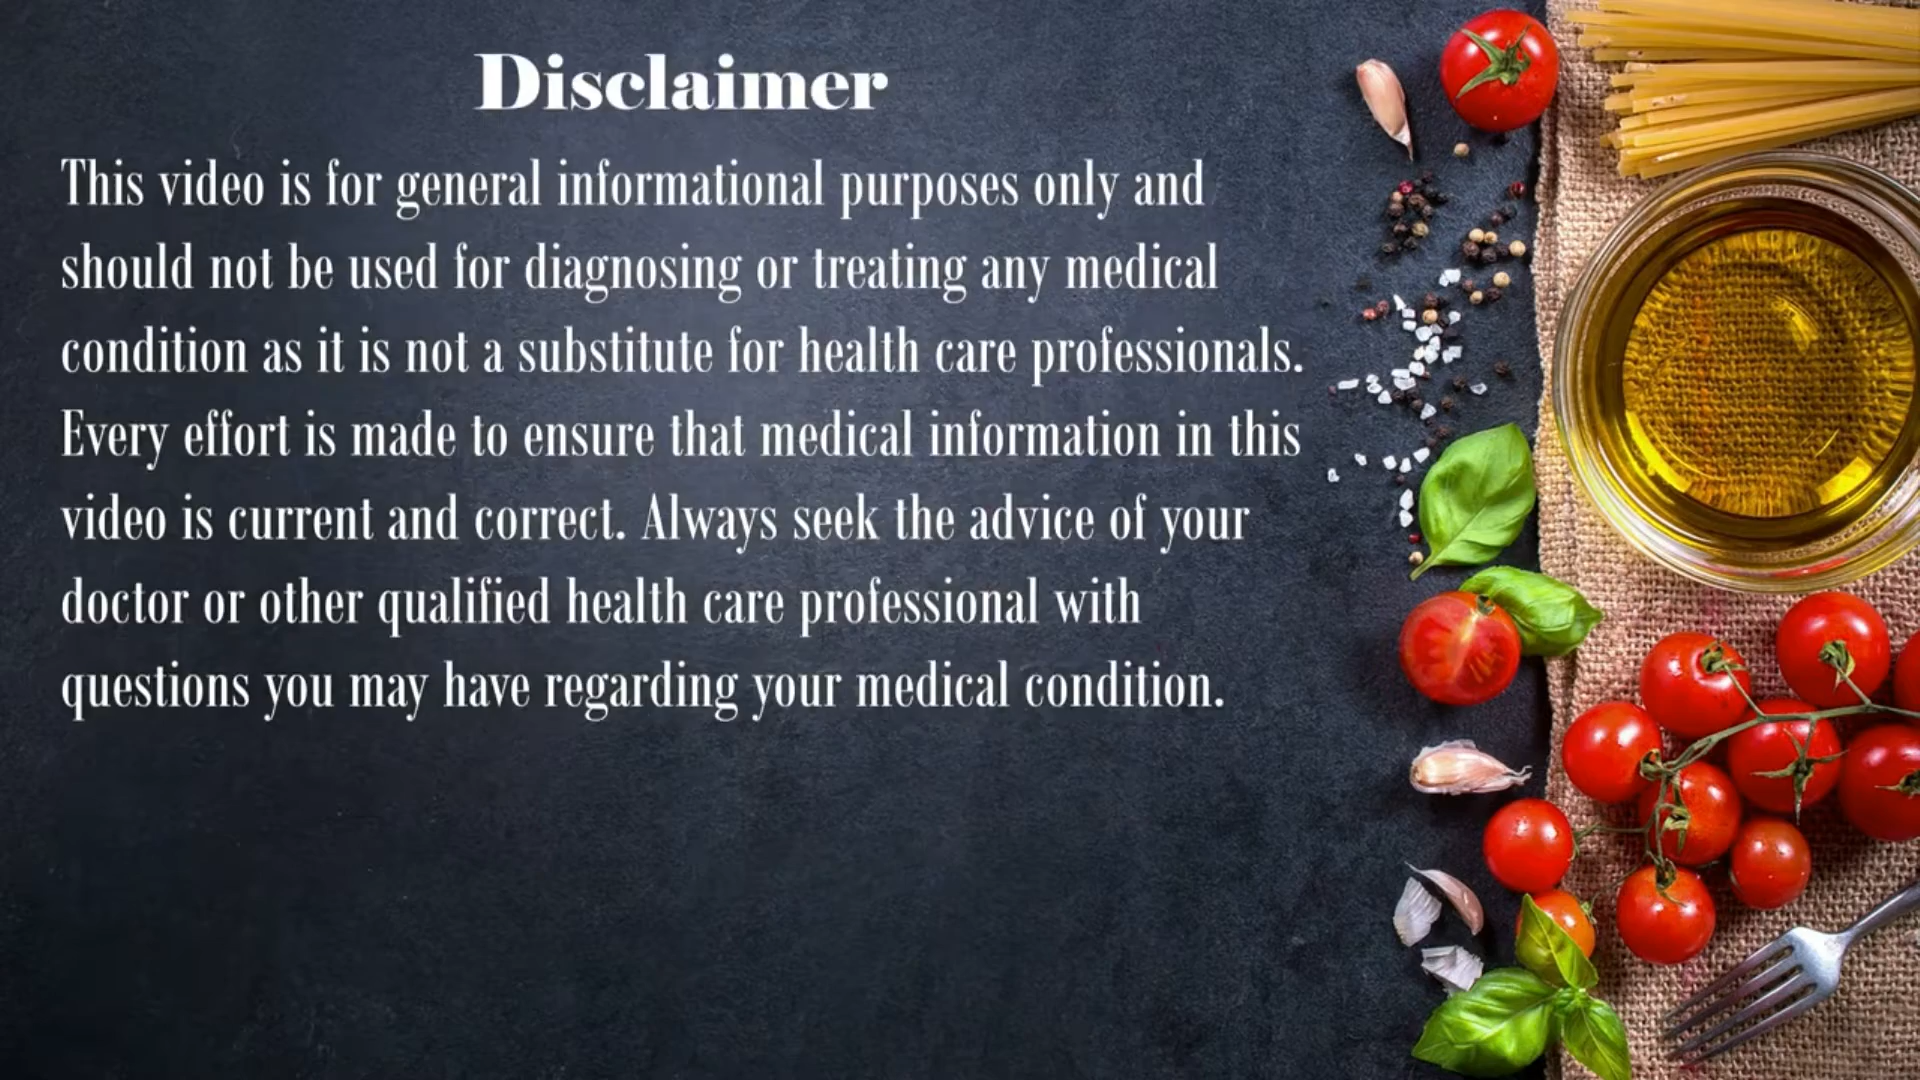 Disclaimer
This video is for general informational purposes only and
should not be used for diagnosing or treating any medical
condition as it is not a substitute for health care professionals.
Every effort is made to ensure that medical information in this
video is current and correct. Always seek the advice of your
doctor or other qualified health care professional with
questions you may have regarding your medical condition.